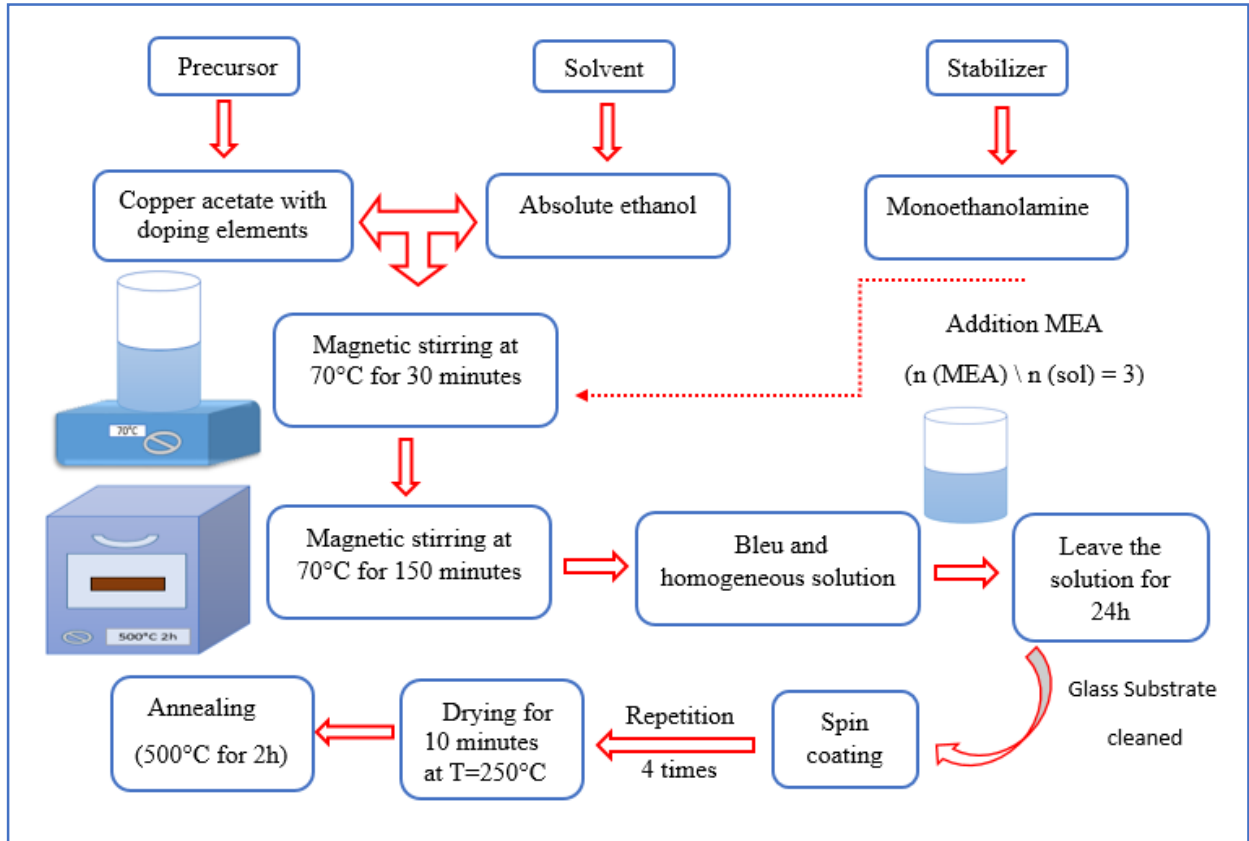 Precursor
Solvent
Stabilizer
Copper acetate with
doping elements
Absolute ethanol
Monoethanolamine
Addition MEA
(n (MEA) \ n (sol) = 3)
Magnetic stirring at
70°C for 30 minutes
70°C
Magnetic stirring at
70°C for 150 minutes
Bleu and
homogeneous solution
Leave the
solution for
24h
500°C 2h
Glass Substrate
cleaned
Spin
coating
Repetition
4 times
Drying for
10 minutes
at T=250°C
Annealing
(500°C for 2h)